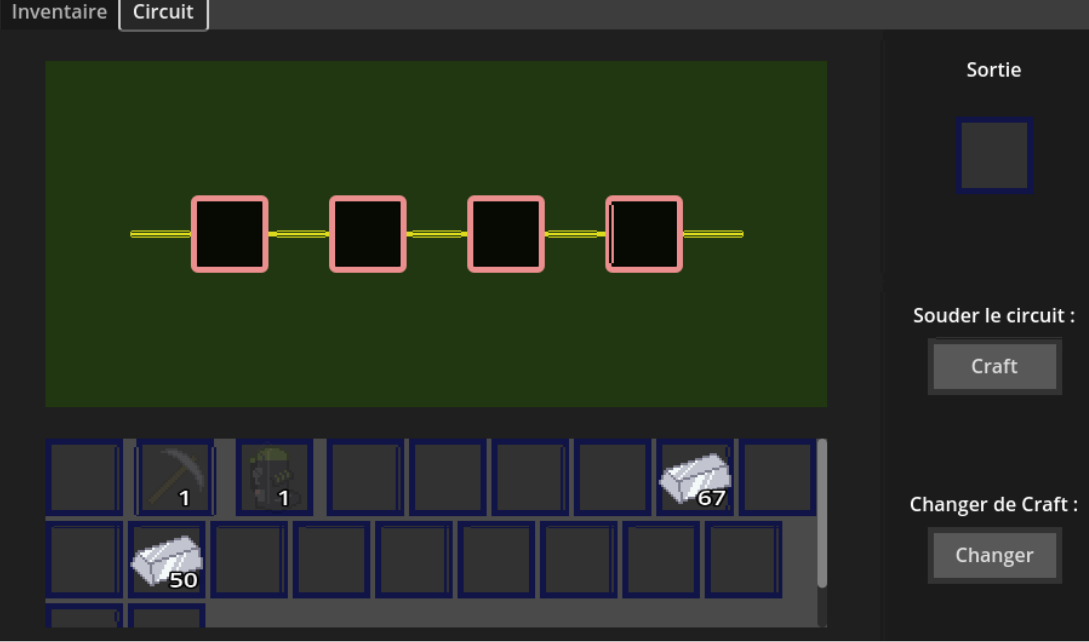 Inventaire
Circuit
Sortie
Souder le circuit :
Craft
1
1
67
Changer de Craft :
50
Changer